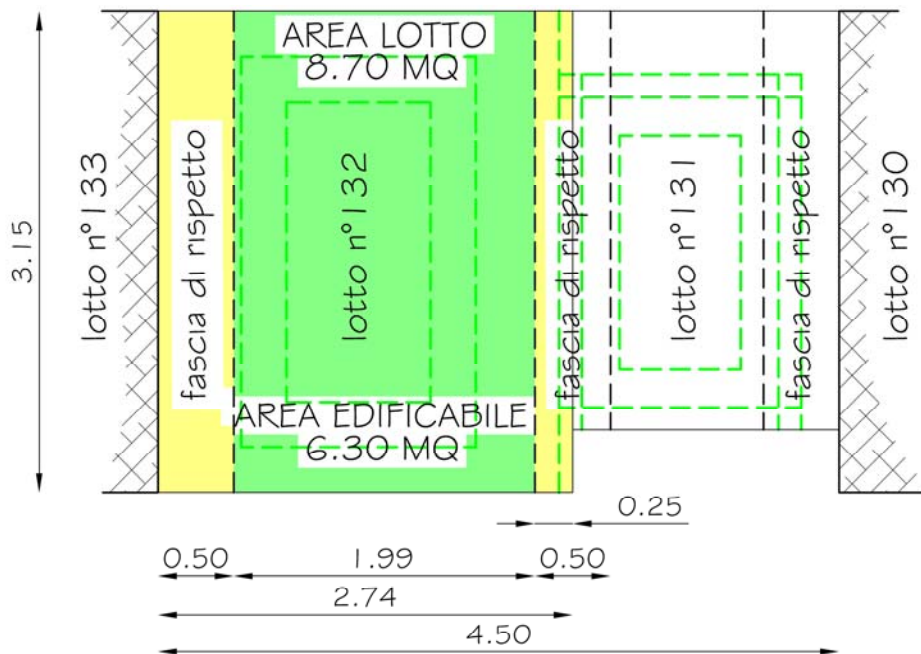 AREA LOTTO
8.70 MQ
lotto n°133
fascia di rispetto
lotto n°132
fascia di rispetto
lotto n°131
fascia di rispetto
lotto n°130
3.15
AREA EDIFICABILE
6.30 MQ
0.25
0.50
1.99
0.50
2.74
4.50